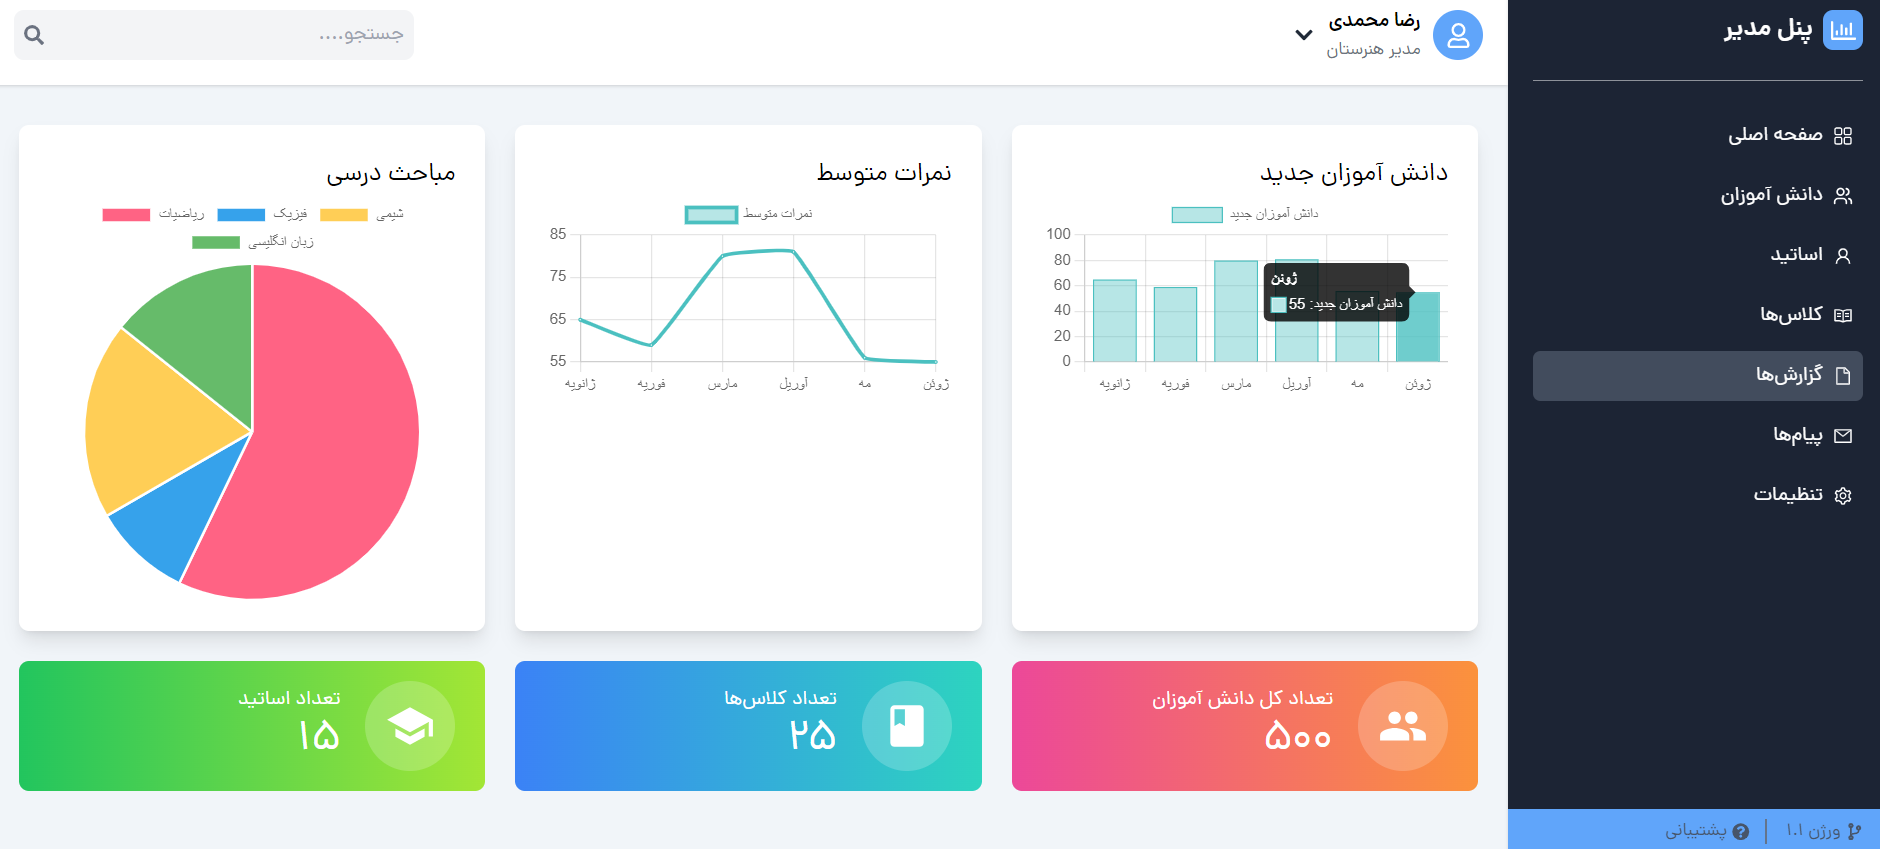 پنل مدیر
صفحه اصلی
دانش آموزان
اساتید
کلاس‌ها
گزارش‌ها
پیام‌ها
تنظیمات
ورژن ۱.۱ | پشتیبانی
رضا محمدی
مدیر هنرستان
جستجو....
دانش آموزان جدید
دانش آموزان جدید
100
80
60
40
20
0
ژوئن
دانش آموزان جدید: 55
ژانویه فوریه مارس آوریل مه ژوئن
نمرات متوسط
نمرات متوسط
85
75
65
55
ژانویه فوریه مارس آوریل مه ژوئن
مباحث درسی
شیمی فیزیک ریاضیات
زبان انگلیسی
تعداد کل دانش آموزان
۵۰۰
تعداد کلاس‌ها
۲۵
تعداد اساتید
۱۵